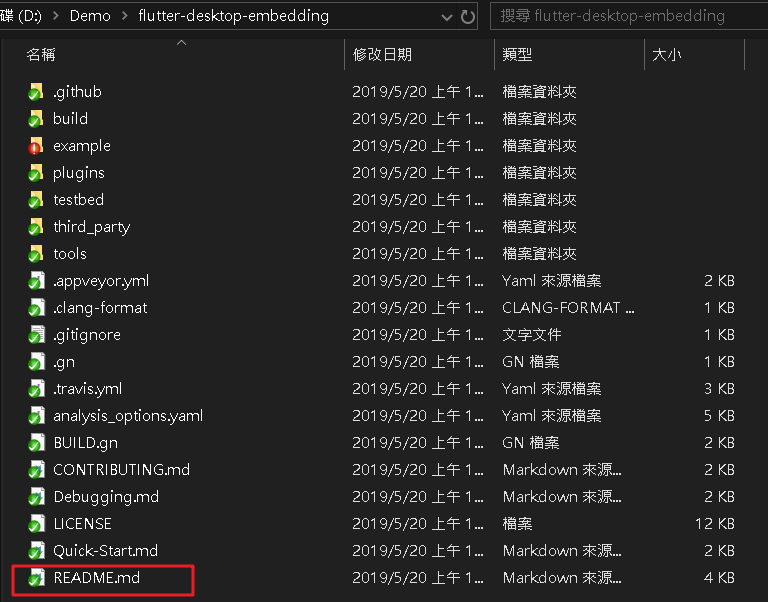 碟 (D:) > Demo > flutter-desktop-embedding 搜尋 flutter-desktop-embedding
名稱 修改日期 類型 大小
.github 2019/5/20 上午 1... 檔案資料夾
build 2019/5/20 上午 1... 檔案資料夾
example 2019/5/20 上午 1... 檔案資料夾
plugins 2019/5/20 上午 1... 檔案資料夾
testbed 2019/5/20 上午 1... 檔案資料夾
third_party 2019/5/20 上午 1... 檔案資料夾
tools 2019/5/20 上午 1... 檔案資料夾
.appveyor.yml 2019/5/20 上午 1... Yaml 來源檔案 2 KB
.clang-format 2019/5/20 上午 1... CLANG-FORMAT ... 1 KB
.gitignore 2019/5/20 上午 1... 文字文件 1 KB
.gn 2019/5/20 上午 1... GN 檔案 1 KB
.travis.yml 2019/5/20 上午 1... Yaml 來源檔案 3 KB
analysis_options.yaml 2019/5/20 上午 1... Yaml 來源檔案 5 KB
BUILD.gn 2019/5/20 上午 1... GN 檔案 2 KB
CONTRIBUTING.md 2019/5/20 上午 1... Markdown 來源... 2 KB
Debugging.md 2019/5/20 上午 1... Markdown 來源... 2 KB
LICENSE 2019/5/20 上午 1... 檔案 12 KB
Quick-Start.md 2019/5/20 上午 1... Markdown 來源... 2 KB
README.md 2019/5/20 上午 1... Markdown 來源... 4 KB